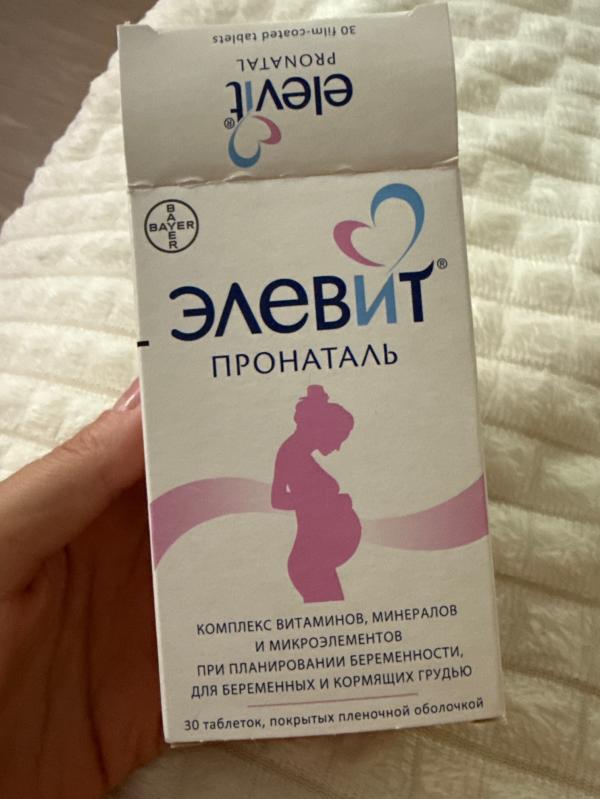 30 film-coated tablets
PRONATAL
elevit®
BAYER
BAYER
ЭЛЕВИТ®
ПРОНАТАЛЬ
КОМПЛЕКС ВИТАМИНОВ, МИНЕРАЛОВ
И МИКРОЭЛЕМЕНТОВ
ПРИ ПЛАНИРОВАНИИ БЕРЕМЕННОСТИ,
ДЛЯ БЕРЕМЕННЫХ И КОРМЯЩИХ ГРУДЬЮ
30 таблеток, покрытых пленочной оболочкой